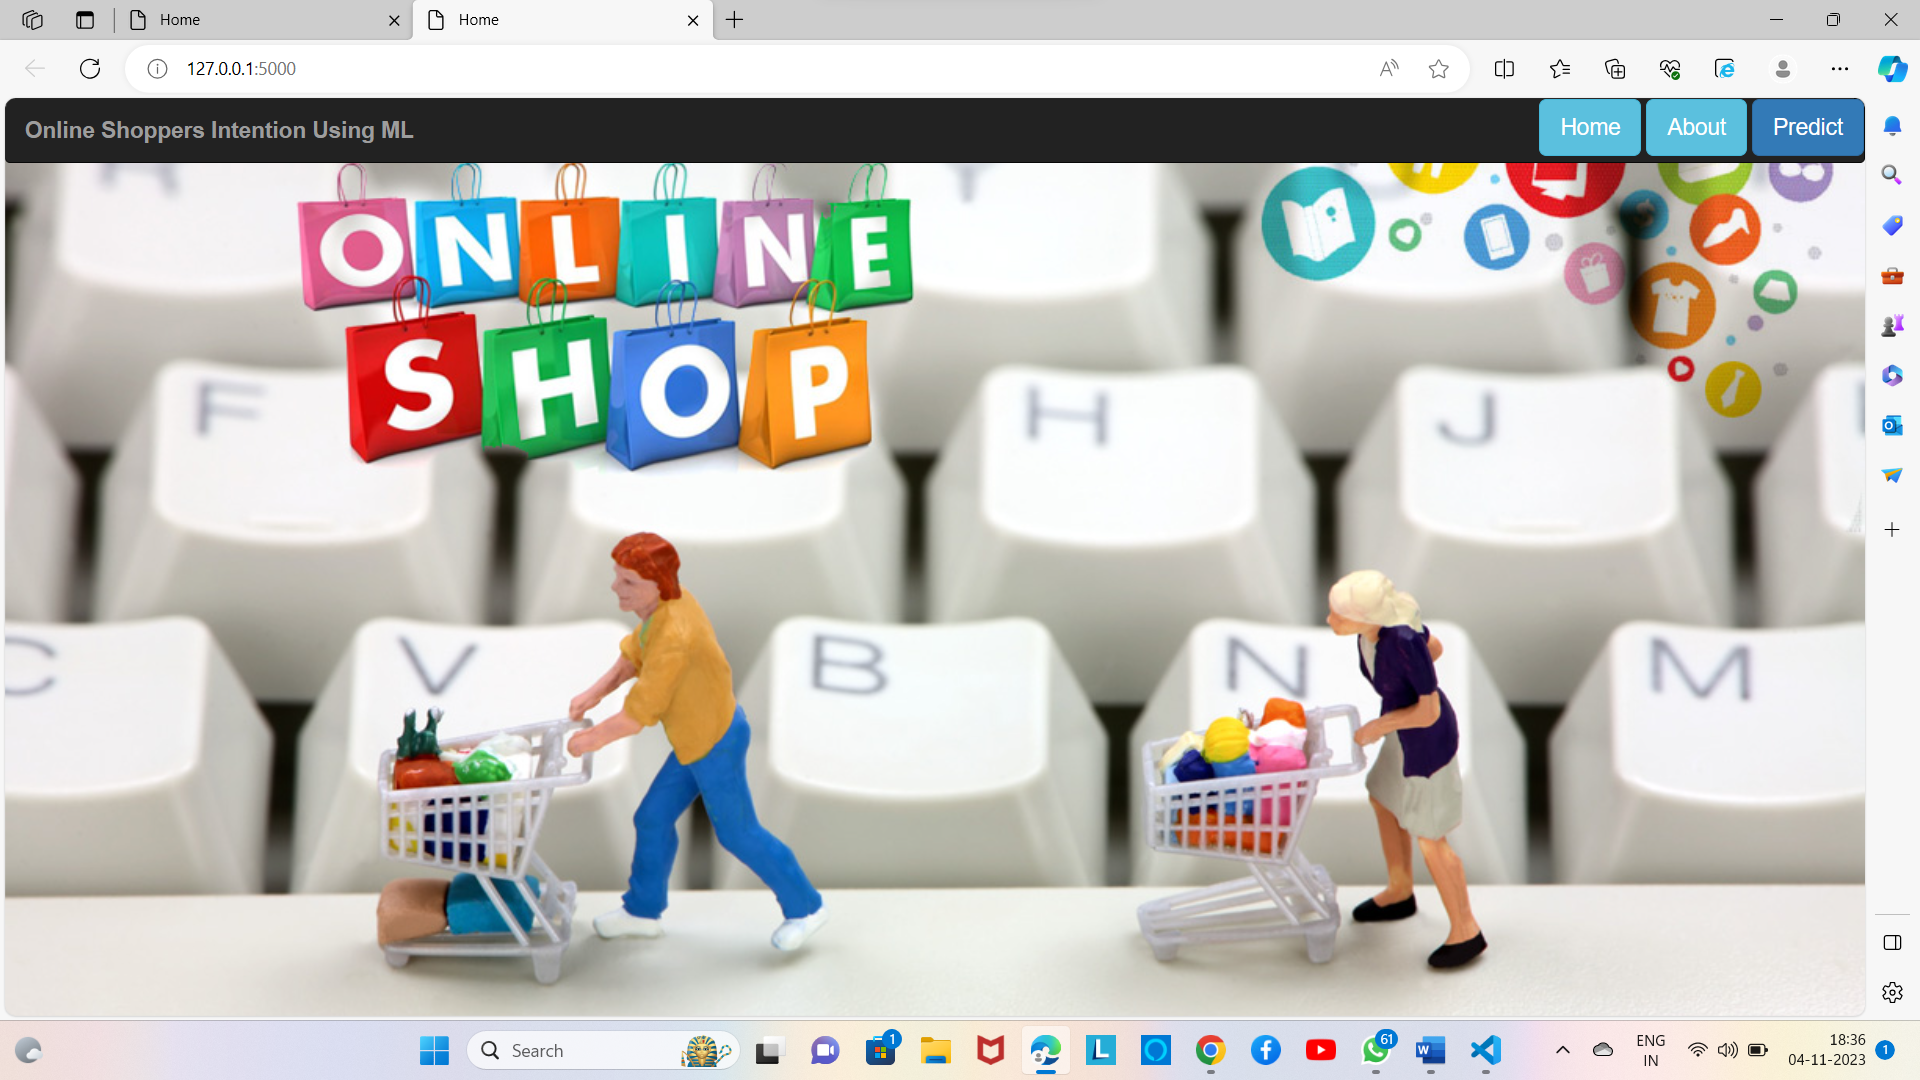 Home
Home
127.0.0.1:5000
Online Shoppers Intention Using ML
Home
About
Predict
ONLINE
SHOP
F
H
J
C
V
B
N
M
Search
1
L
W
61
ENG
IN
18:36
04-11-2023
1